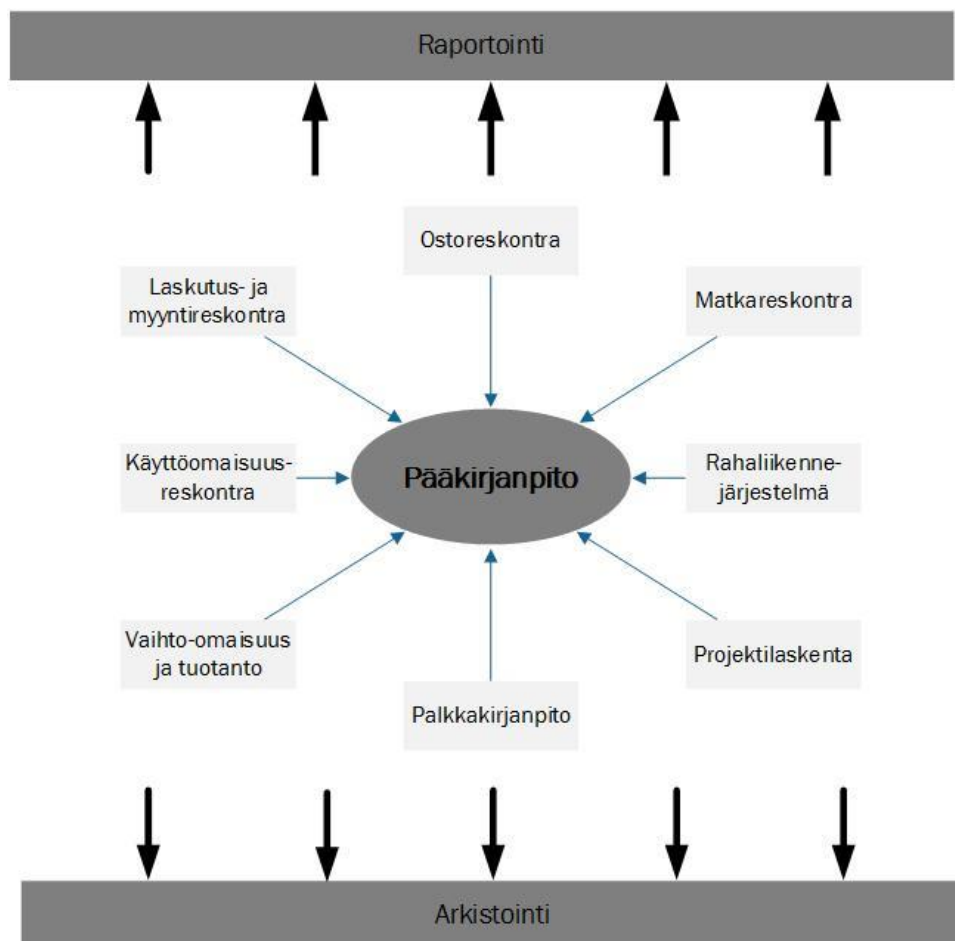 Raportointi
Ostoreskontra
Laskutus- ja
myyntireskontra
Matkareskontra
Käyttöomaisuus-
reskontra
Pääkirjanpito
Rahaliikenne-
järjestelmä
Vaihto-omaisuus
ja tuotanto
Projektilaskenta
Palkkakirjanpito
Arkistointi